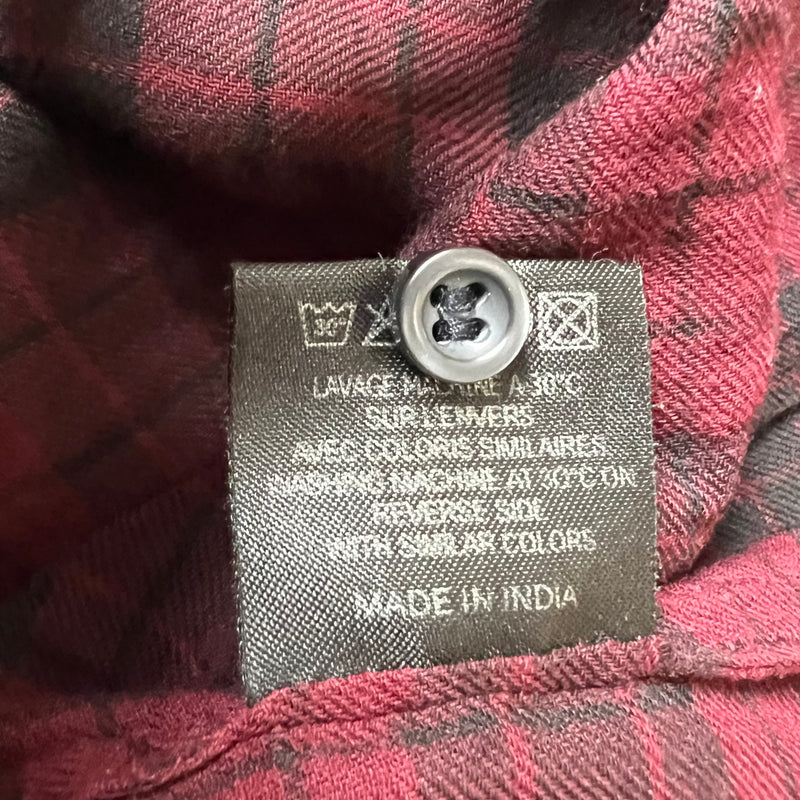 30°
LAVAGE MACHINE A 30°C
SUR L'ENVERS
AVEC COLORIS SIMILAIRES
WASHING MACHINE AT 30°C ON
REVERSE SIDE
WITH SIMILAR COLORS
MADE IN INDIA